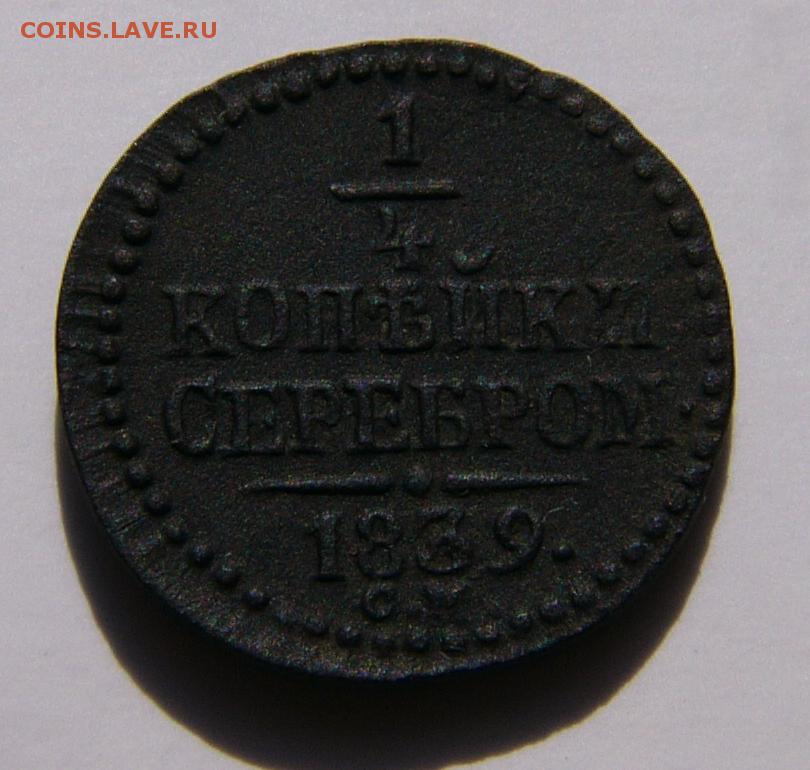 COINS.LAVE.RU
1
4
КОПѢЙКИ
СЕРЕБРОМ.
1839.
С.М